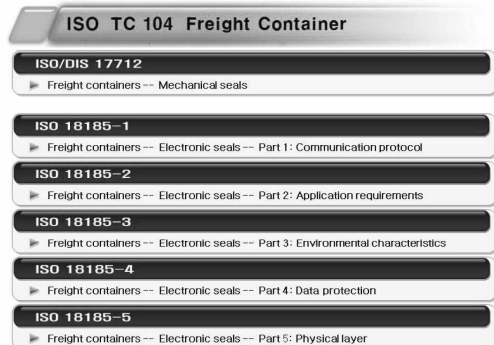 ISO TC 104 Freight Container
ISO/DIS 17712
Freight containers -- Mechanical seals
ISO 18185-1
Freight containers -- Electronic seals -- Part 1: Communication protocol
ISO 18185-2
Freight containers -- Electronic seals -- Part 2: Application requirements
ISO 18185-3
Freight containers -- Electronic seals -- Part 3: Environmental characteristics
ISO 18185-4
Freight containers -- Electronic seals -- Part 4: Data protection
ISO 18185-5
Freight containers -- Electronic seals -- Part 5: Physical layer